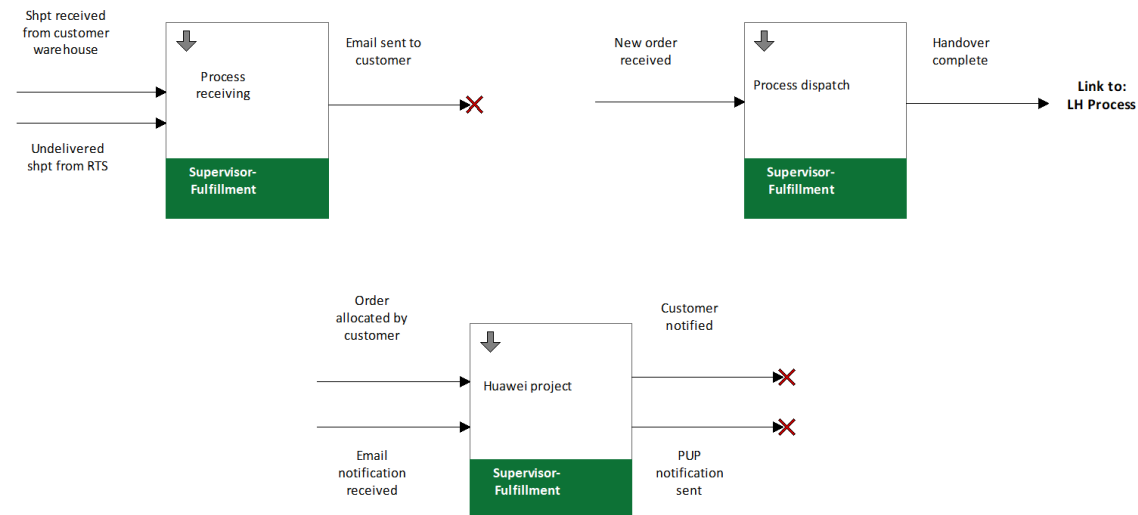 Shpt received
from customer
warehouse
Process
receiving
Email sent to
customer
Undelivered
shpt from RTS
Supervisor-
Fulfillment
New order
received
Process dispatch
Handover
complete
Link to:
LH Process
Supervisor-
Fulfillment
Order
allocated by
customer
Huawei project
Customer
notified
Email
notification
received
Supervisor-
Fulfillment
PUP
notification
sent